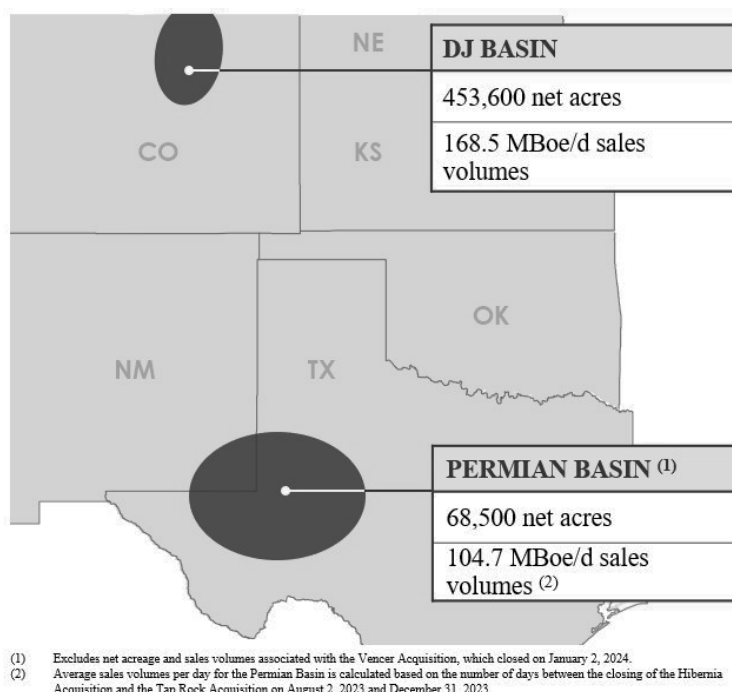 NE
DJ BASIN
453,600 net acres
168.5 MBoe/d sales
volumes
CO
KS
OK
NM
TX
PERMIAN BASIN (1)
68,500 net acres
104.7 MBoe/d sales
volumes (2)
(1) Excludes net acreage and sales volumes associated with the Vencer Acquisition, which closed on January 2, 2024.
(2) Average sales volumes per day for the Permian Basin is calculated based on the number of days between the closing of the Hibernia
Acquisition and the Tap Rock Acquisition on August 2, 2023 and December 31, 2023